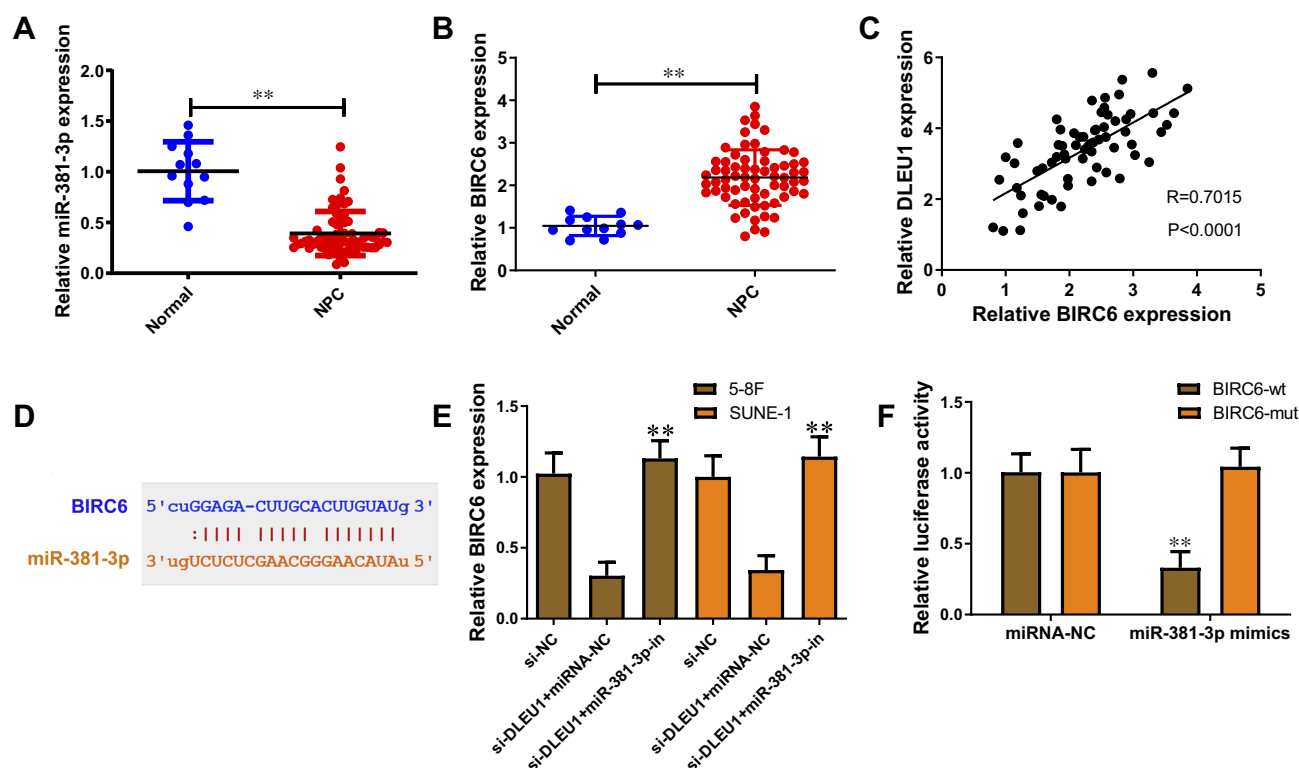 A
Relative miR-381-3p expression
2.0
1.5
1.0
0.5
0.0
**
Normal
NPC
B
Relative BIRC6 expression
5
4
3
2
1
0
**
Normal
NPC
C
Relative DLEU1 expression
6
4
2
0
R=0.7015
P<0.0001
0 1 2 3 4 5
Relative BIRC6 expression
D
BIRC6 5'cuGGAGA-CUUGCACUUGUAUg3'
:|||| ||||| |||||||
miR-381-3p 3'ugUCUCUCGAACGGGAACAUAu5'
E
Relative BIRC6 expression
1.5
1.0
0.5
0.0
5-8F
SUNE-1
**
**
si-NC
si-DLEU1+miRNA-NC
si-DLEU1+miR-381-3p-in
si-NC
si-DLEU1+miRNA-NC
si-DLEU1+miR-381-3p-in
F
Relative luciferase activity
1.5
1.0
0.5
0.0
BIRC6-wt
BIRC6-mut
**
miRNA-NC
miR-381-3p mimics